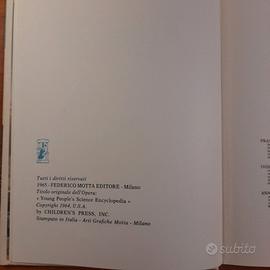 Tutti i diritti riservati
1965 - FEDERICO MOTTA EDITORE - Milano
Titolo originale dell'Opera:
« Young People's Science Encyclopedia »
Copyright 1964, U.S.A.
by CHILDREN'S PRESS, INC.
Stampato in Italia - Arti Grafiche Motta - Milano
subito